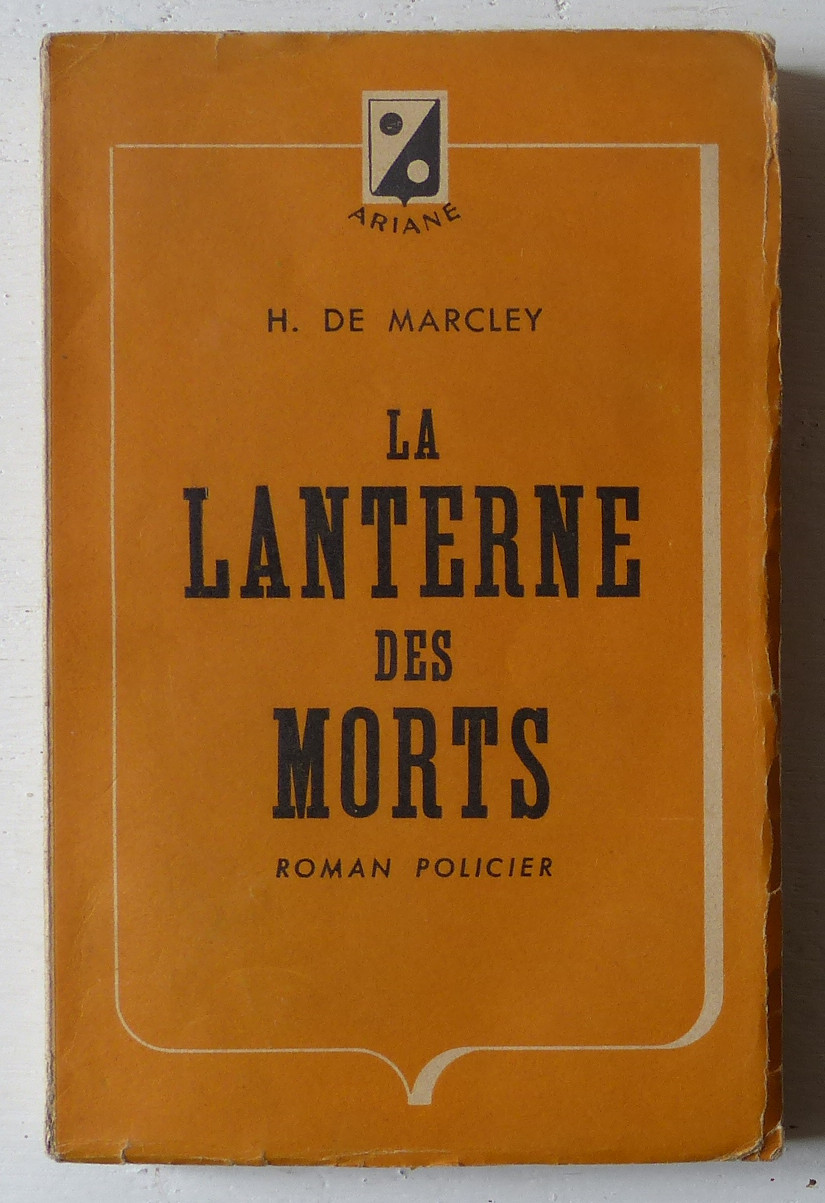 ARIANE
H. DE MARCLEY
LA
LANTERNE
DES
MORTS
ROMAN POLICIER